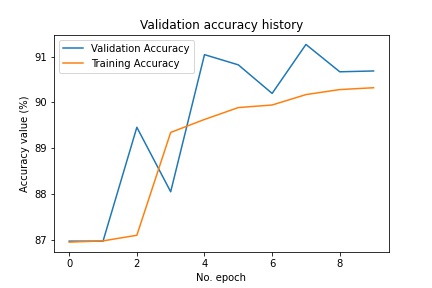 Validation accuracy history
Validation Accuracy
Training Accuracy
Accuracy value (%)
91
90
89
88
87
0 2 4 6 8
No. epoch